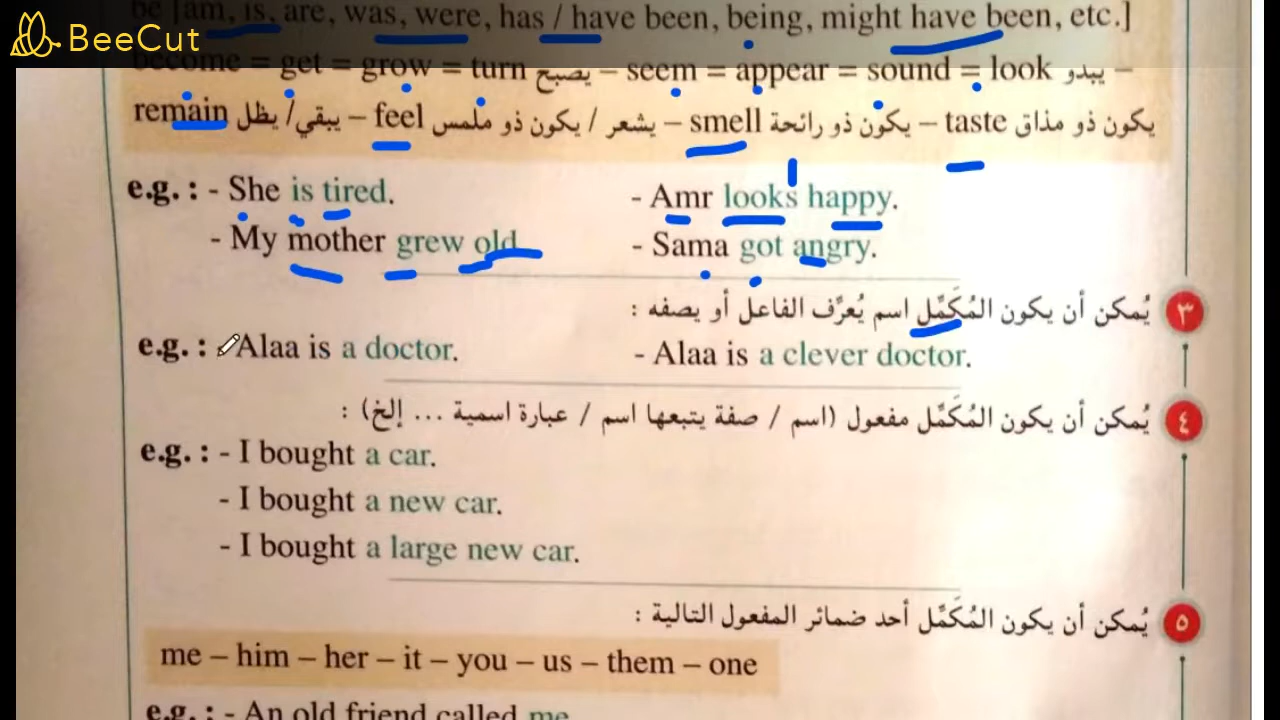 BeeCut
be [am, is, are, was, were, has / have been, being, might have been, etc.]
become = get = grow = turn يصبح – seem = appear = sound = look يبدو –
remain يبقي/ يظل – feel يشعر / يكون ذو ملمس – smell يكون ذو رائحة – taste يكون ذو مذاق
e.g. : - She is tired. - Amr looks happy.
- My mother grew old - Sama got angry.
٣ يُمكن أن يكون المُكَمِّل اسم يُعرِّف الفاعل أو يصفه :
e.g. : Alaa is a doctor. - Alaa is a clever doctor.
٤ يُمكن أن يكون المُكَمِّل مفعول (اسم / صفة يتبعها اسم / عبارة اسمية ... إلخ) :
e.g. : - I bought a car.
- I bought a new car.
- I bought a large new car.
٥ يُمكن أن يكون المُكَمِّل أحد ضمائر المفعول التالية :
me – him – her – it – you – us – them – one
e.g. : - An old friend called me